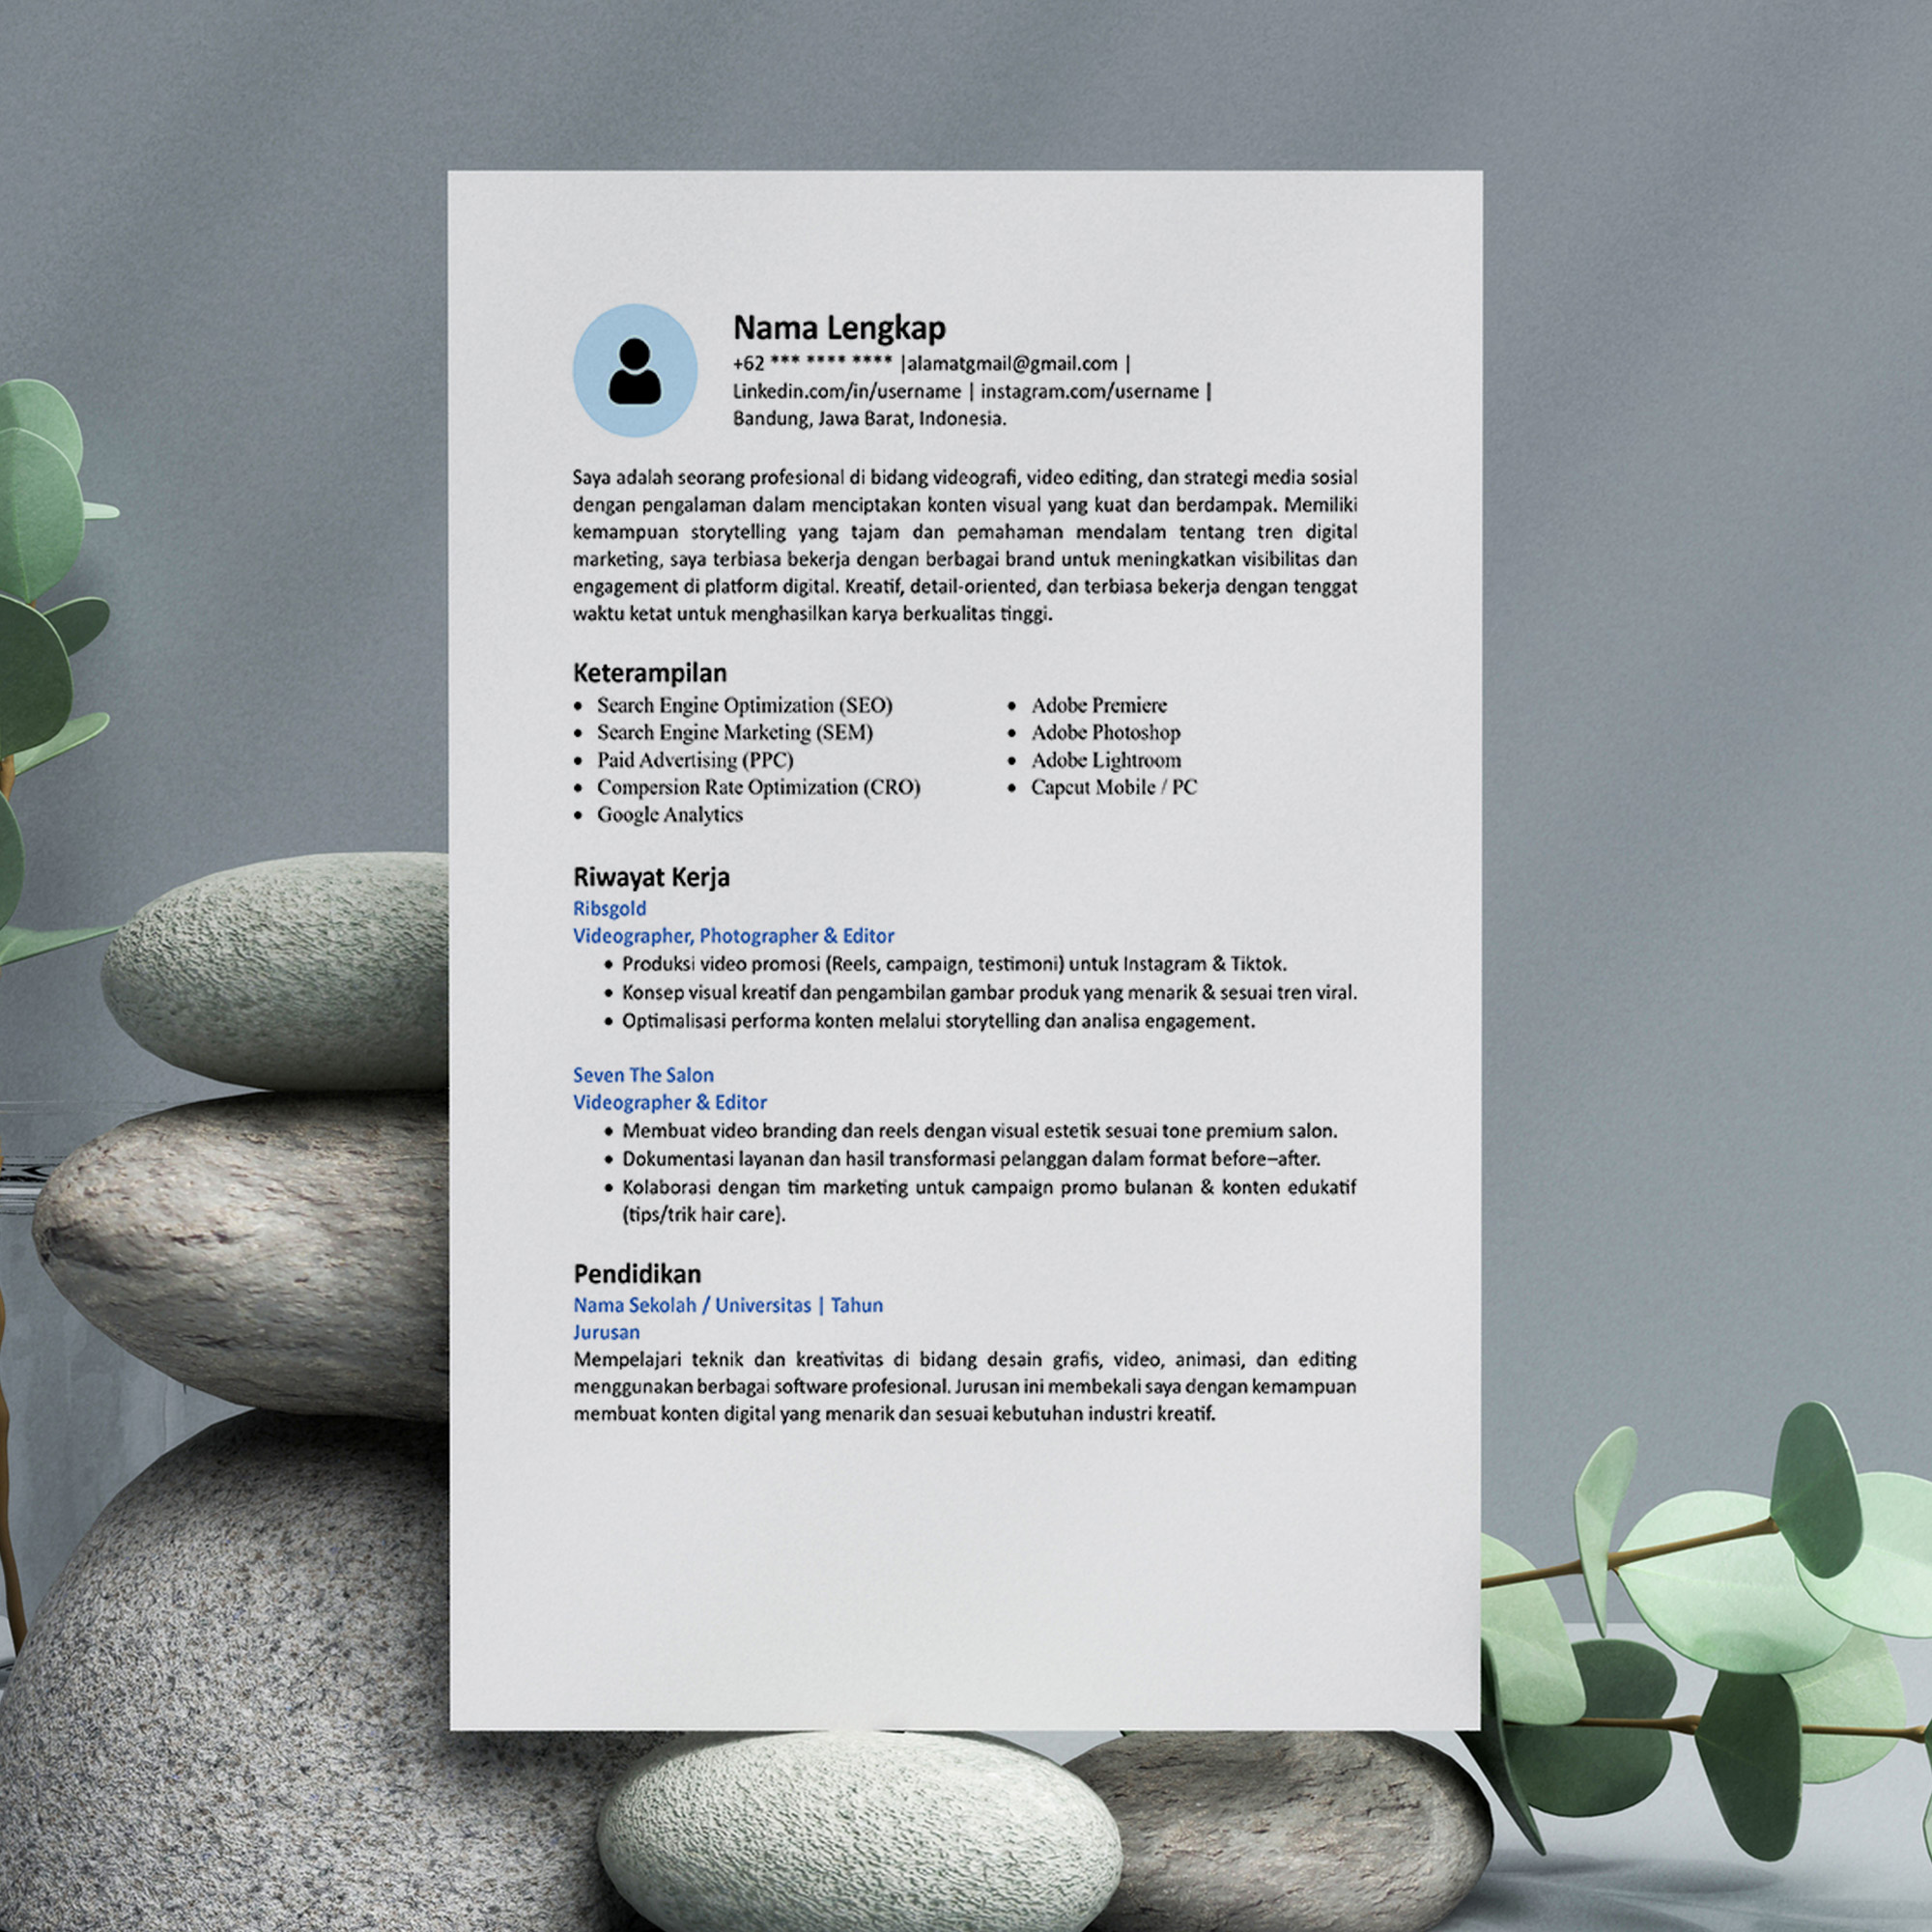 Nama Lengkap
+62 *** **** **** |alamatgmail@gmail.com |
Linkedin.com/in/username | instagram.com/username |
Bandung, Jawa Barat, Indonesia.
Saya adalah seorang profesional di bidang videografi, video editing, dan strategi media sosial
dengan pengalaman dalam menciptakan konten visual yang kuat dan berdampak. Memiliki
kemampuan storytelling yang tajam dan pemahaman mendalam tentang tren digital
marketing, saya terbiasa bekerja dengan berbagai brand untuk meningkatkan visibilitas dan
engagement di platform digital. Kreatif, detail-oriented, dan terbiasa bekerja dengan tenggat
waktu ketat untuk menghasilkan karya berkualitas tinggi.
Keterampilan
• Search Engine Optimization (SEO)
• Search Engine Marketing (SEM)
• Paid Advertising (PPC)
• Compersion Rate Optimization (CRO)
• Google Analytics
• Adobe Premiere
• Adobe Photoshop
• Adobe Lightroom
• Capcut Mobile / PC
Riwayat Kerja
Ribsgold
Videographer, Photographer & Editor
• Produksi video promosi (Reels, campaign, testimoni) untuk Instagram & Tiktok.
• Konsep visual kreatif dan pengambilan gambar produk yang menarik & sesuai tren viral.
• Optimalisasi performa konten melalui storytelling dan analisa engagement.
Seven The Salon
Videographer & Editor
• Membuat video branding dan reels dengan visual estetik sesuai tone premium salon.
• Dokumentasi layanan dan hasil transformasi pelanggan dalam format before–after.
• Kolaborasi dengan tim marketing untuk campaign promo bulanan & konten edukatif
(tips/trik hair care).
Pendidikan
Nama Sekolah / Universitas | Tahun
Jurusan
Mempelajari teknik dan kreativitas di bidang desain grafis, video, animasi, dan editing
menggunakan berbagai software profesional. Jurusan ini membekali saya dengan kemampuan
membuat konten digital yang menarik dan sesuai kebutuhan industri kreatif.